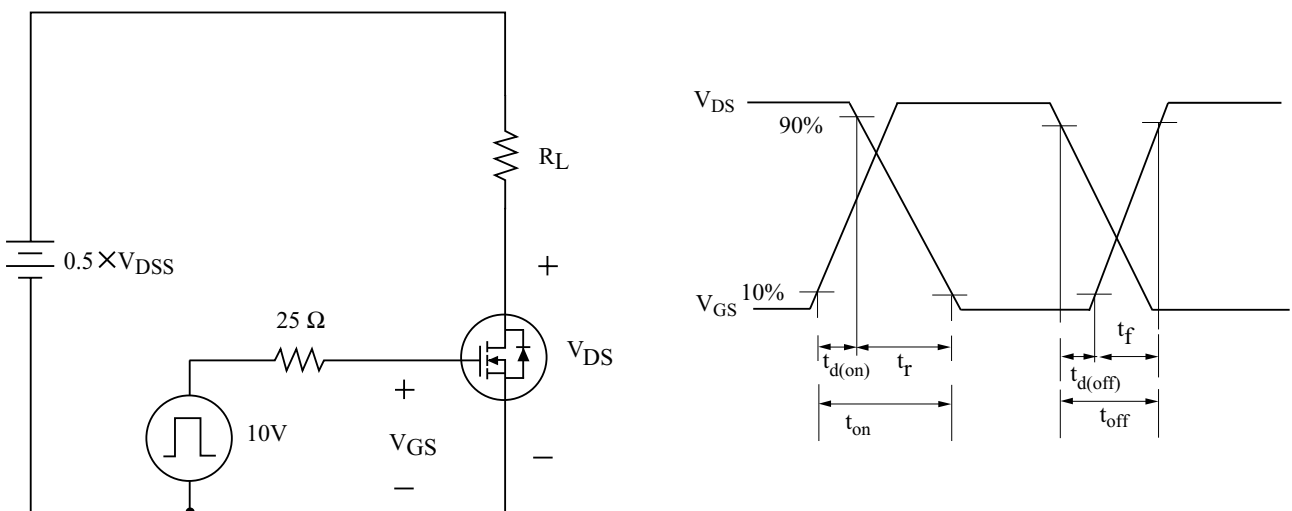 R_L
0.5 ×V_DSS
25 Ω
+
V_DS
10V
+
V_GS
−
−
V_DS
90%
V_GS 10%
t_d(on)
t_r
t_on
t_f
t_d(off)
t_off